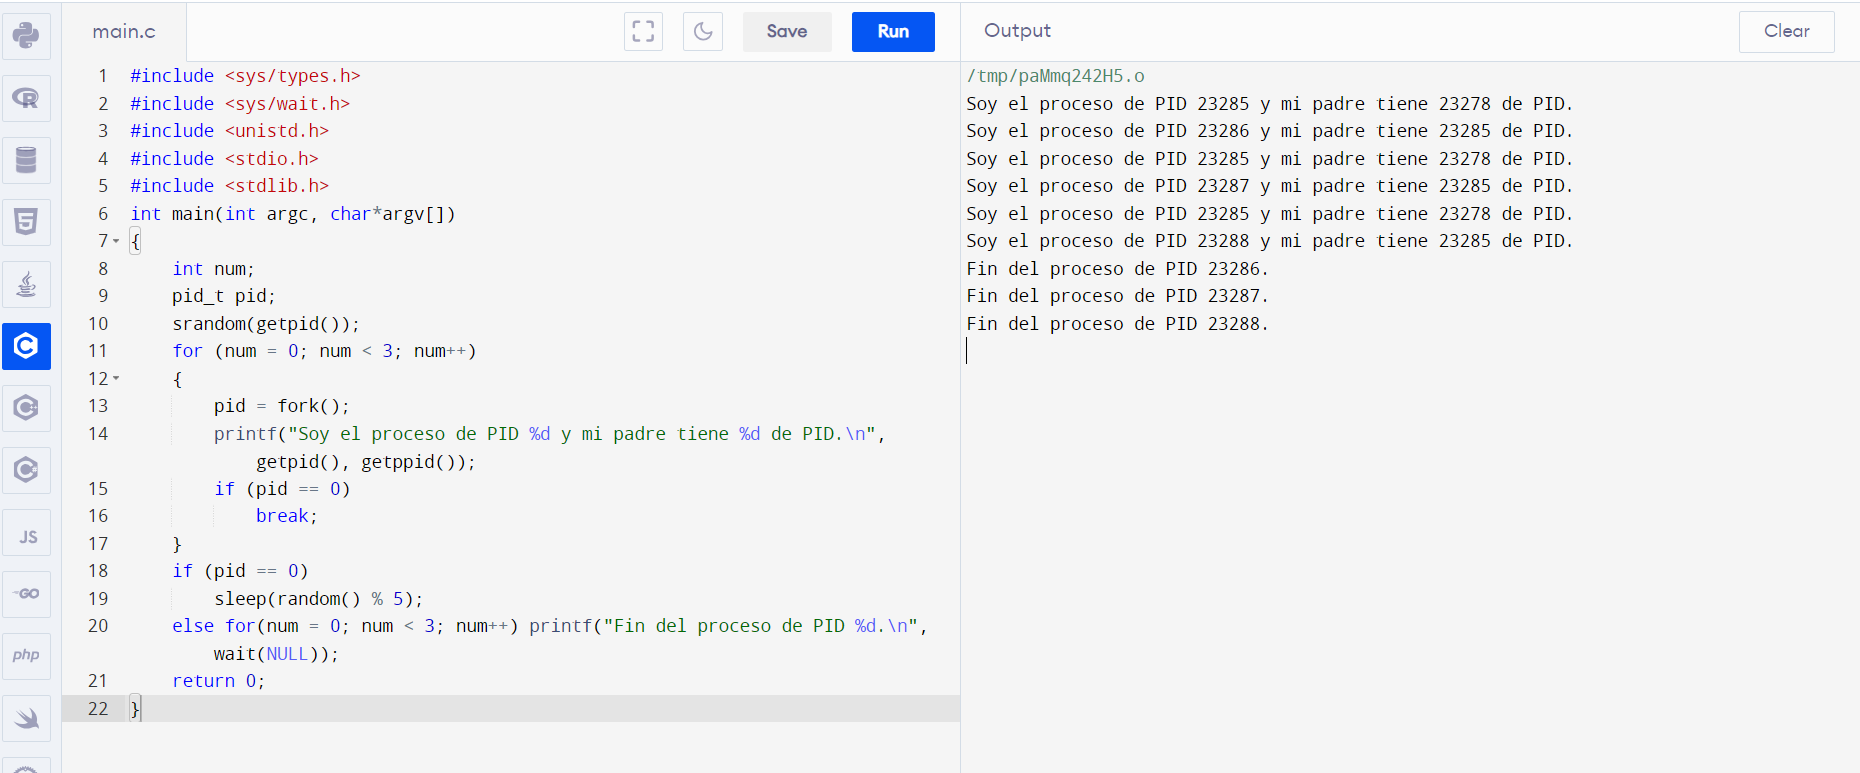 main.c
Save
Run
Output
Clear
1 #include <sys/types.h>
2 #include <sys/wait.h>
3 #include <unistd.h>
4 #include <stdio.h>
5 #include <stdlib.h>
6 int main(int argc, char*argv[])
7 {
8 int num;
9 pid_t pid;
10 srandom(getpid());
11 for (num = 0; num < 3; num++)
12 {
13 pid = fork();
14 printf("Soy el proceso de PID %d y mi padre tiene %d de PID.\n",
getpid(), getppid());
15 if (pid == 0)
16 break;
17 }
18 if (pid == 0)
19 sleep(random() % 5);
20 else for(num = 0; num < 3; num++) printf("Fin del proceso de PID %d.\n",
wait(NULL));
21 return 0;
22 }
/tmp/paMmq242H5.o
Soy el proceso de PID 23285 y mi padre tiene 23278 de PID.
Soy el proceso de PID 23286 y mi padre tiene 23285 de PID.
Soy el proceso de PID 23285 y mi padre tiene 23278 de PID.
Soy el proceso de PID 23287 y mi padre tiene 23285 de PID.
Soy el proceso de PID 23285 y mi padre tiene 23278 de PID.
Soy el proceso de PID 23288 y mi padre tiene 23285 de PID.
Fin del proceso de PID 23286.
Fin del proceso de PID 23287.
Fin del proceso de PID 23288.
R
5
C
C++
C#
JS
GO
php